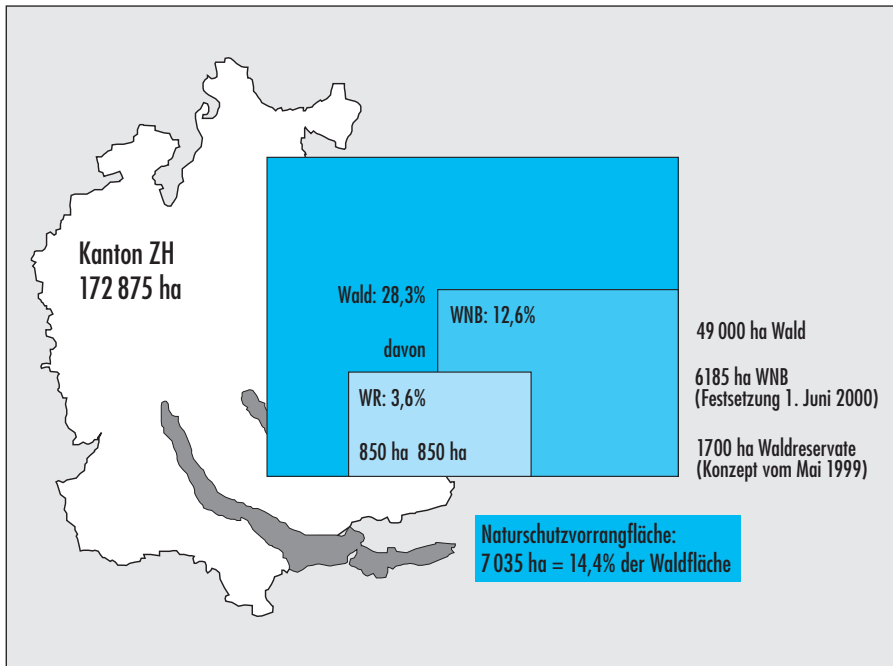 Kanton ZH
172 875 ha
Wald: 28,3%
davon
WNB: 12,6%
WR: 3,6%
850 ha 850 ha
49 000 ha Wald
6185 ha WNB
(Festsetzung 1. Juni 2000)
1700 ha Waldreservate
(Konzept vom Mai 1999)
Naturschutzvorrangfläche:
7 035 ha = 14,4% der Waldfläche